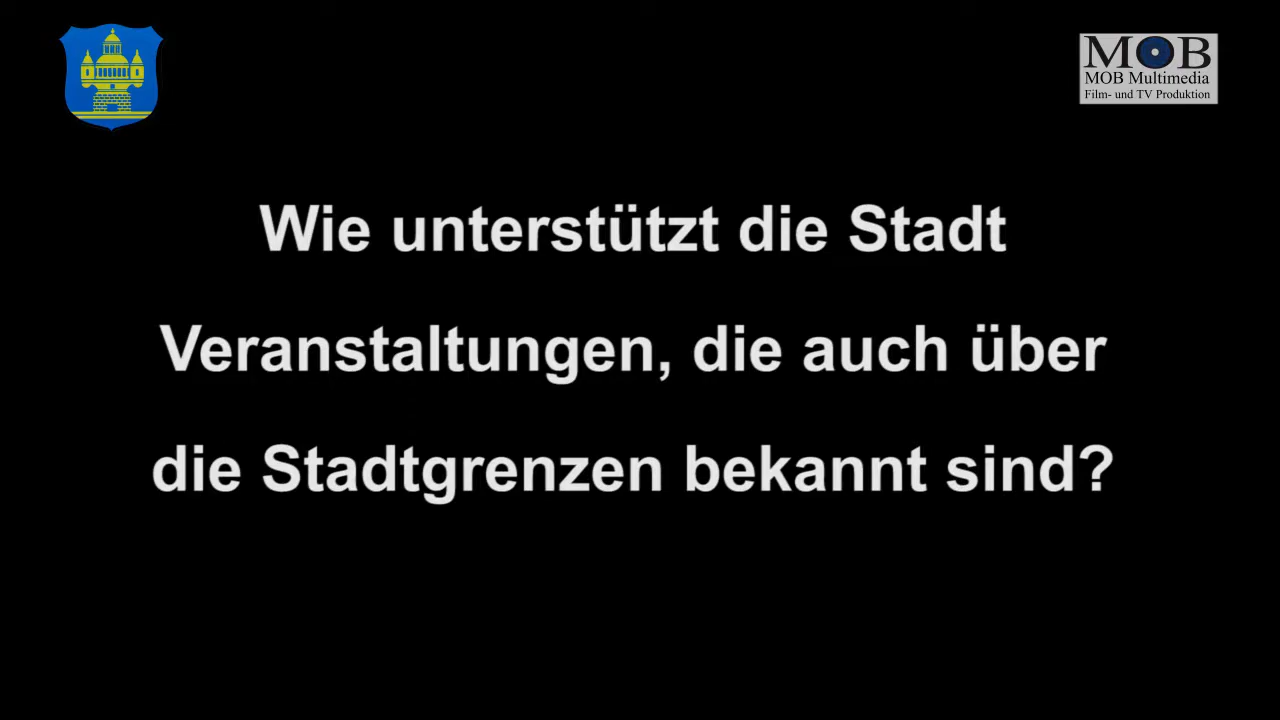 MOB
MOB Multimedia
Film- und TV Produktion
Wie unterstützt die Stadt
Veranstaltungen, die auch über
die Stadtgrenzen bekannt sind?